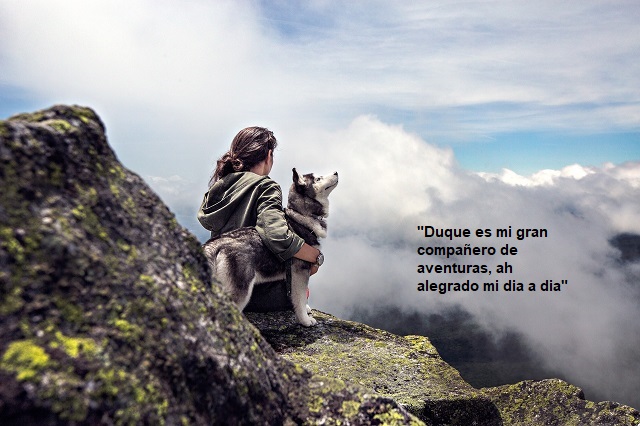 "Duque es mi gran
compañero de
aventuras, ah
alegrado mi dia a dia"